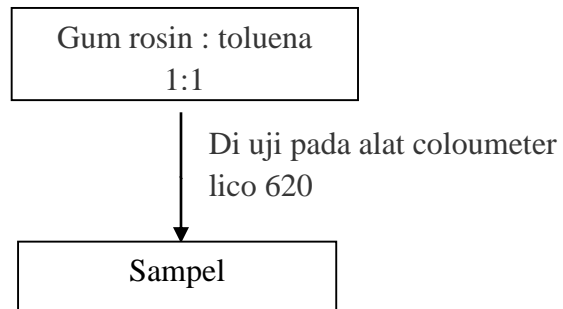 Gum rosin : toluena
1:1
Di uji pada alat coloumeter
lico 620
Sampel